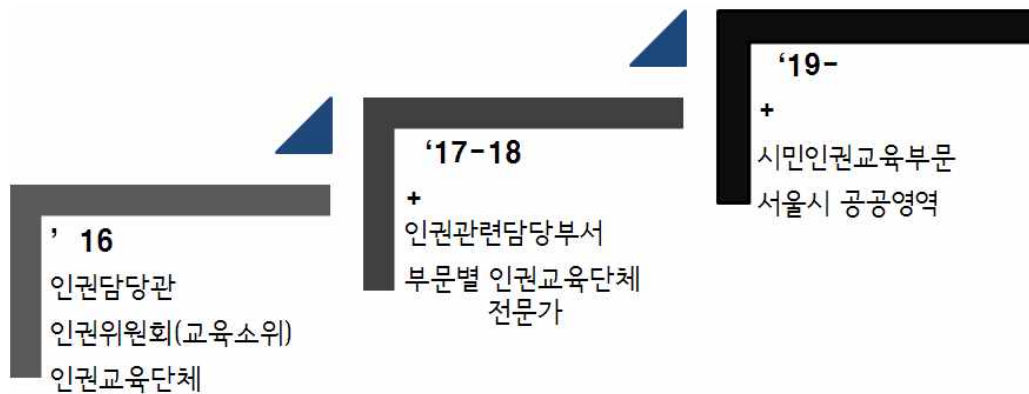 ’ 16
인권담당관
인권위원회(교육소위)
인권교육단체
‘17-18
+
인권관련담당부서
부문별 인권교육단체
전문가
‘19-
+
시민인권교육부문
서울시 공공영역